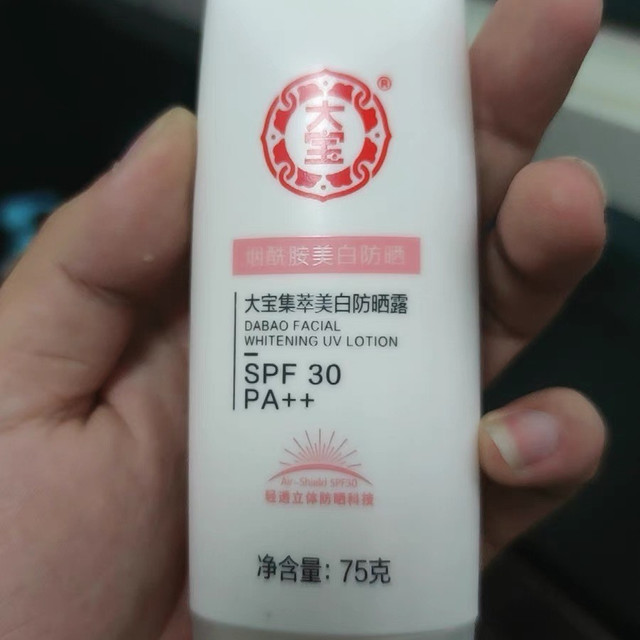 大宝
®
烟酰胺美白防晒
大宝集萃美白防晒露
DABAO FACIAL
WHITENING UV LOTION
SPF 30
PA++
Air-Shield SPF30
轻透立体防晒科技
净含量：75克